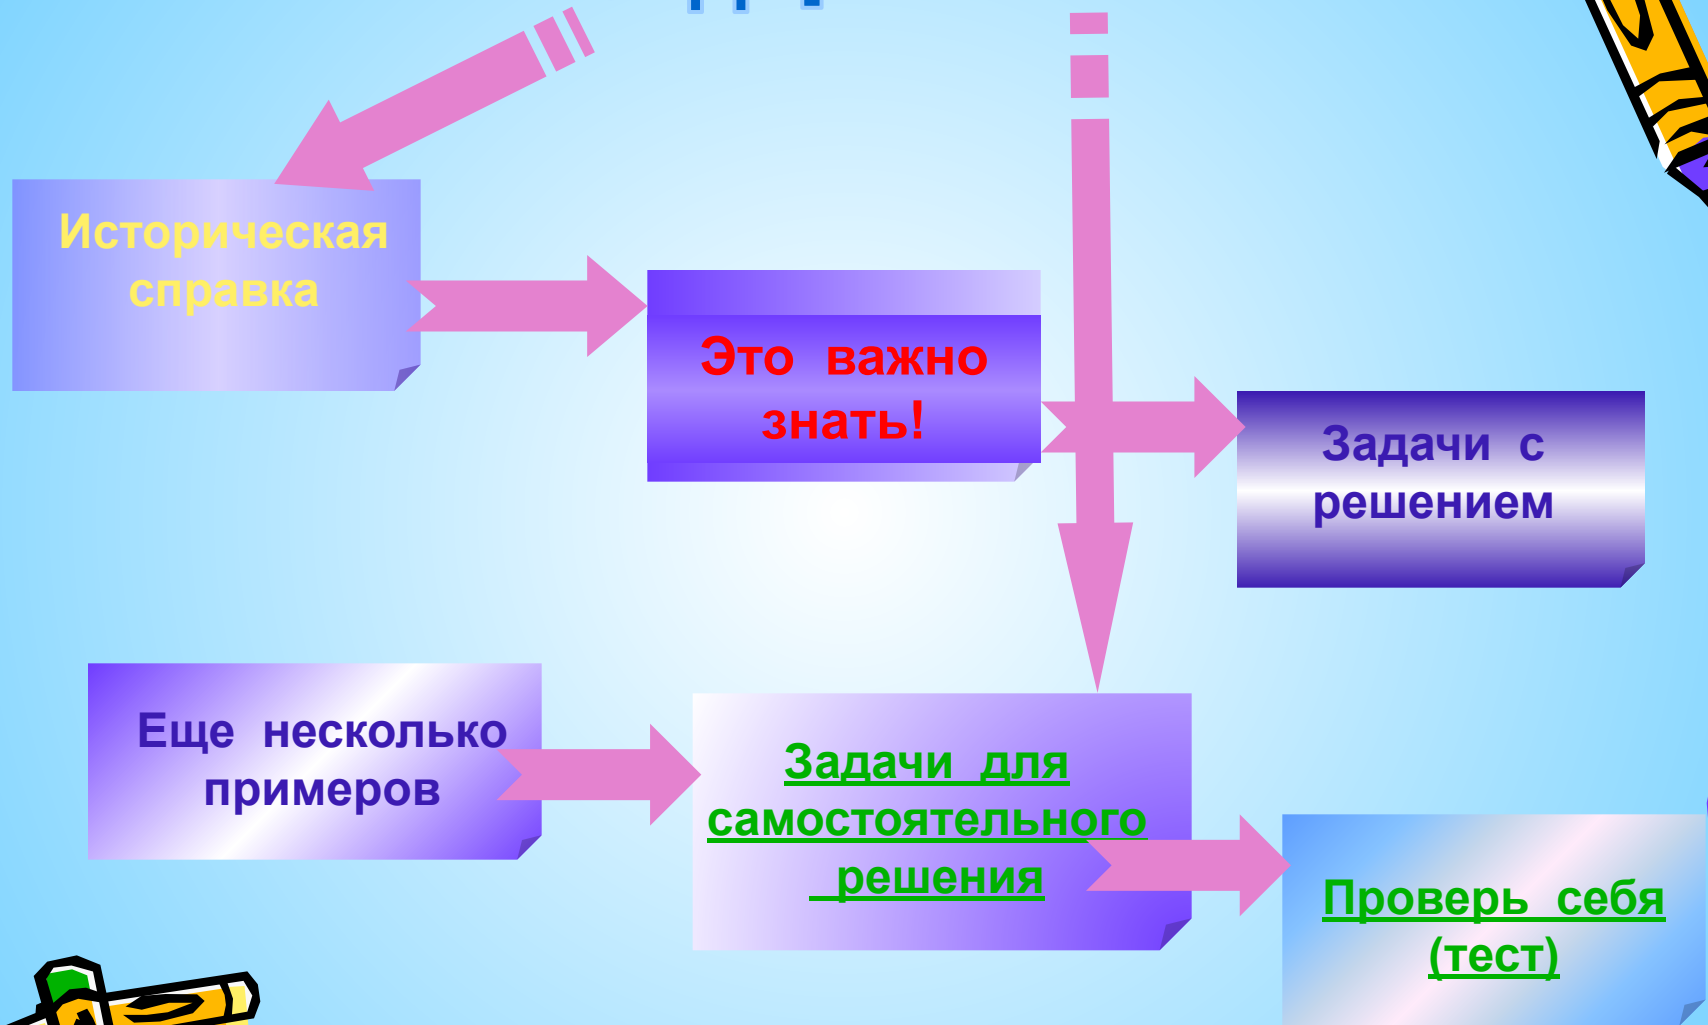 Историческая
справка
Это важно
знать!
Задачи с
решением
Еще несколько
примеров
Задачи для
самостоятельного
решения
Проверь себя
(тест)